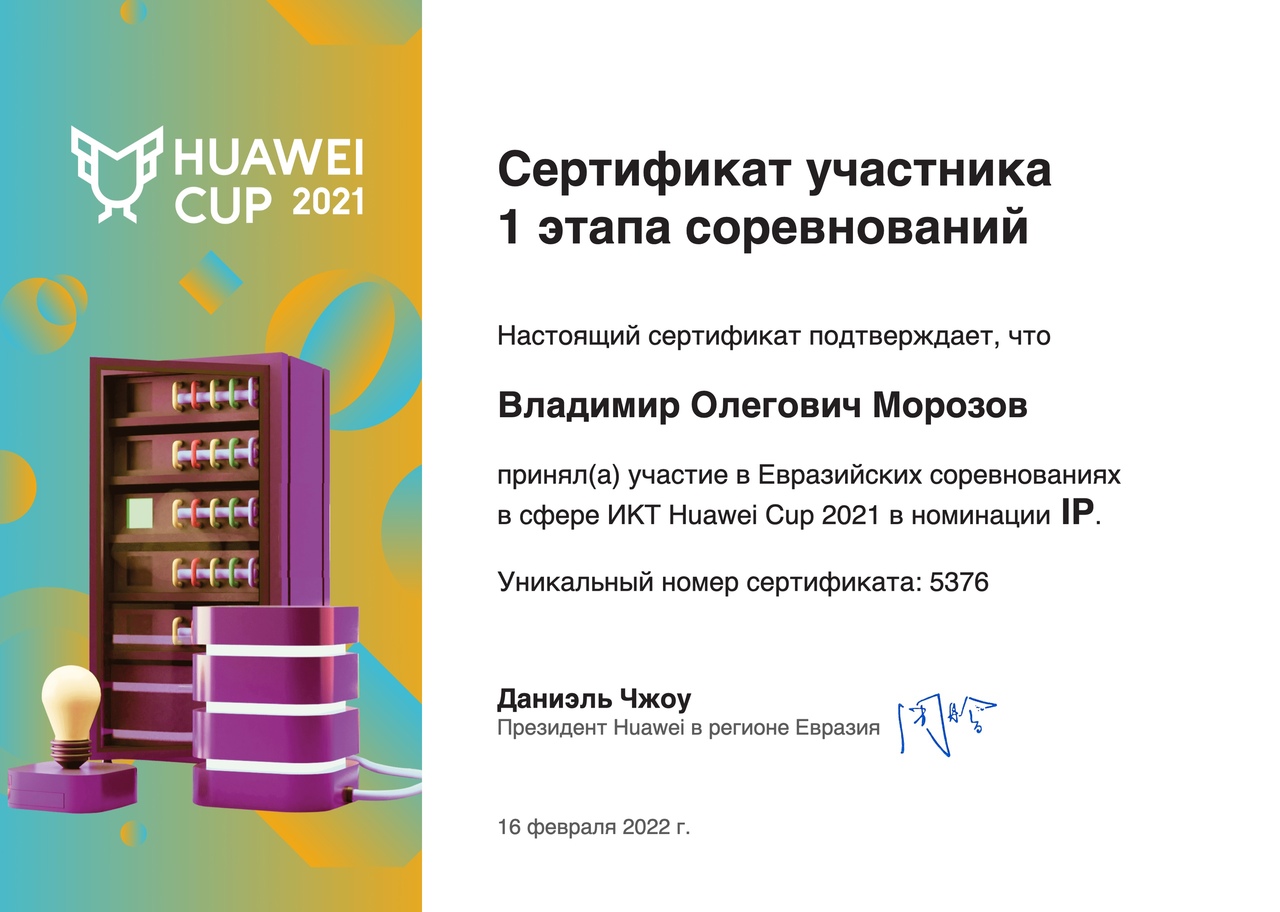 HUAWEI
CUP 2021
Сертификат участника
1 этапа соревнований
Настоящий сертификат подтверждает, что
Владимир Олегович Морозов
принял(а) участие в Евразийских соревнованиях
в сфере ИКТ Huawei Cup 2021 в номинации IP.
Уникальный номер сертификата: 5376
Даниэль Чжоу
Президент Huawei в регионе Евразия
16 февраля 2022 г.